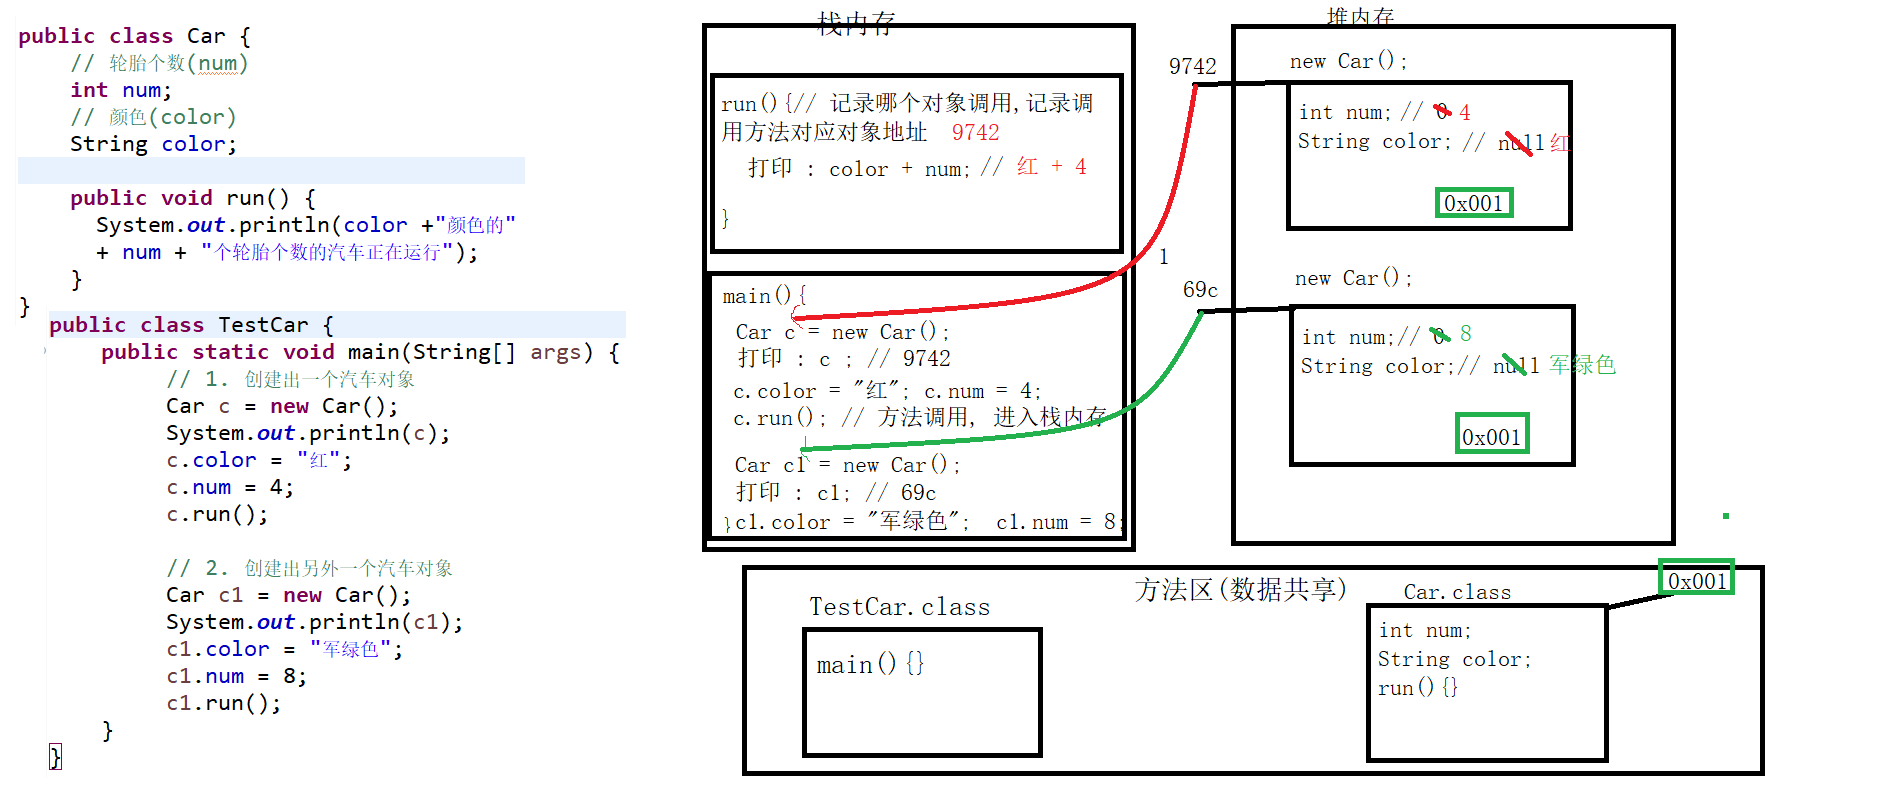 public class Car {
// 轮胎个数(num)
int num;
// 颜色(color)
String color;
public void run() {
System.out.println(color +"颜色的"
+ num + "个轮胎个数的汽车正在运行");
}
}
public class TestCar {
public static void main(String[] args) {
// 1. 创建出一个汽车对象
Car c = new Car();
System.out.println(c);
c.color = "红";
c.num = 4;
c.run();
// 2. 创建出另外一个汽车对象
Car c1 = new Car();
System.out.println(c1);
c1.color = "军绿色";
c1.num = 8;
c1.run();
}
}
栈内存
run(){// 记录哪个对象调用,记录调
用方法对应对象地址 9742
打印 : color + num; // 红 + 4
}
main(){
Car c = new Car();
打印 : c ; // 9742
c.color = "红"; c.num = 4;
c.run(); // 方法调用, 进入栈内存
Car c1 = new Car();
打印 : c1; // 69c
}c1.color = "军绿色"; c1.num = 8;
9742
1
69c
堆内存
new Car();
int num; // 0 4
String color; // null 红
0x001
new Car();
int num;// 0 8
String color;// null 军绿色
0x001
方法区(数据共享)
0x001
TestCar.class
main(){}
Car.class
int num;
String color;
run(){}